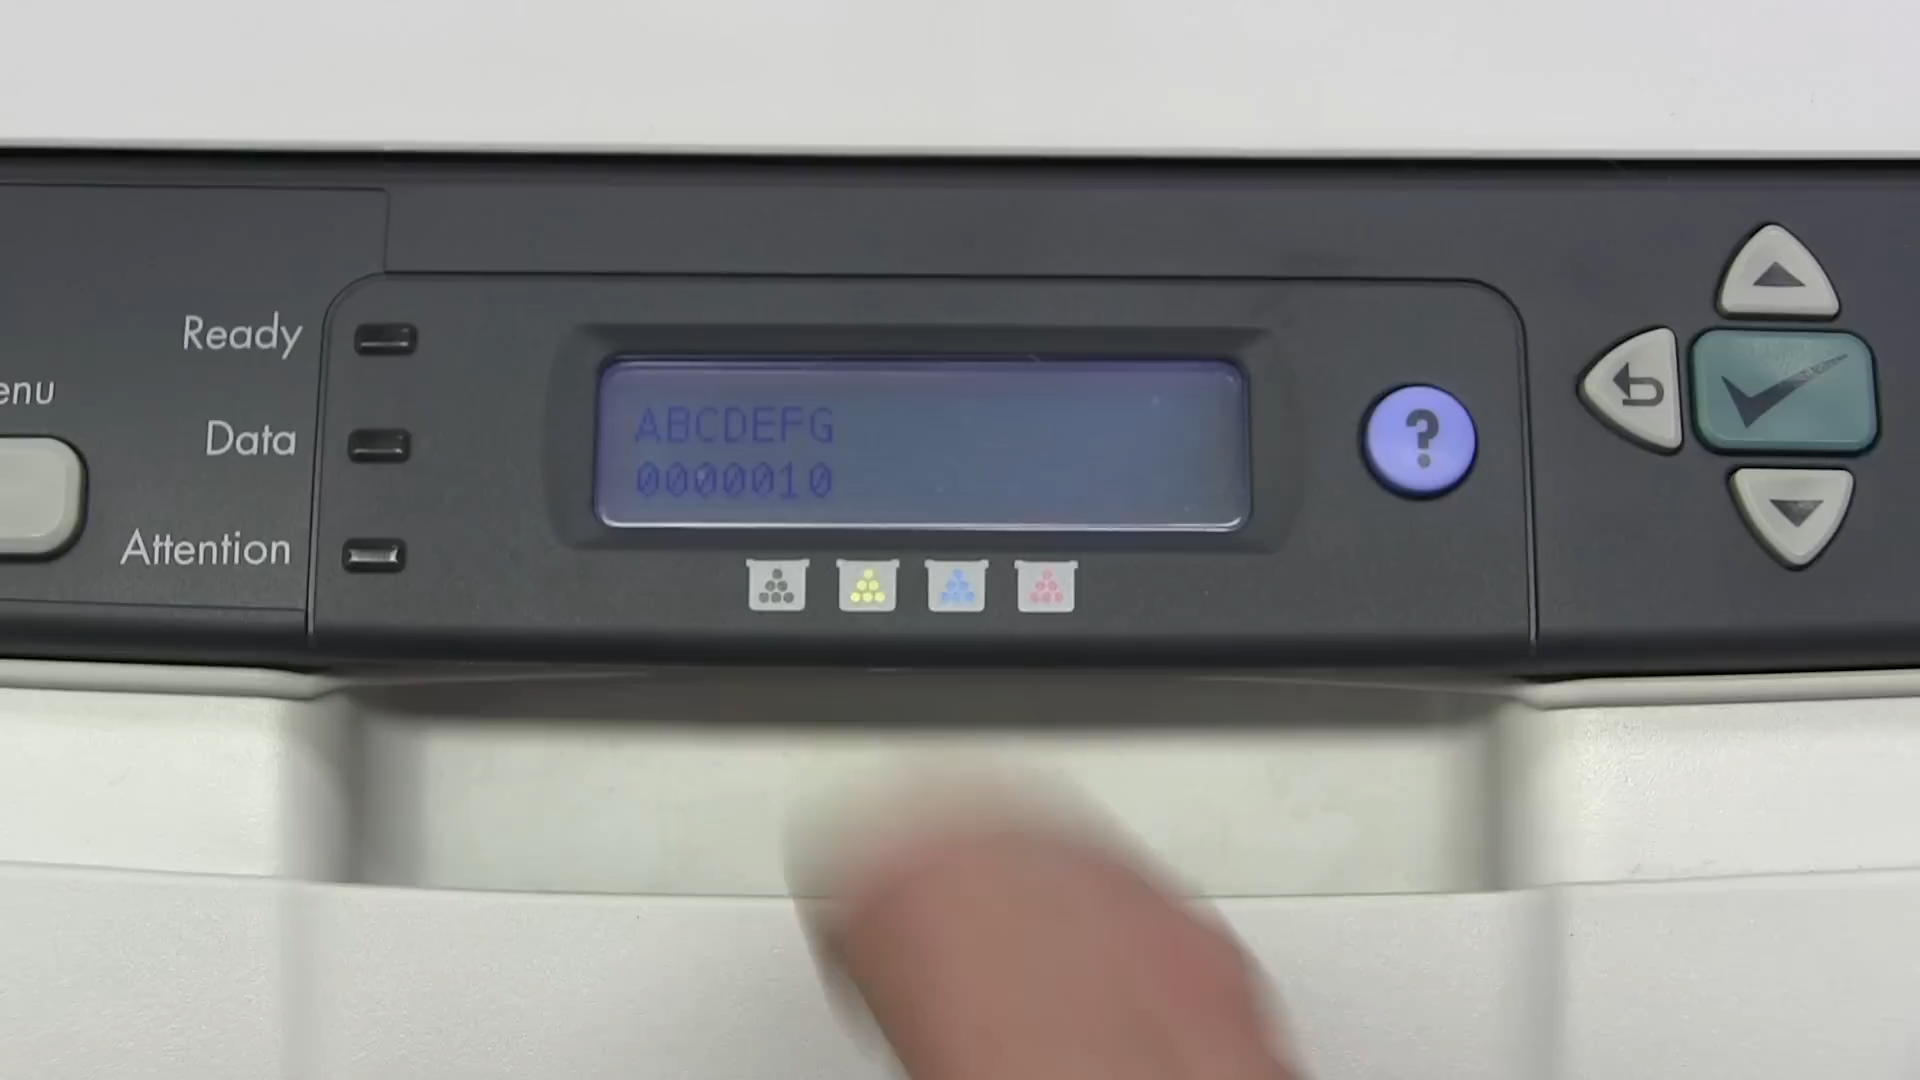 Ready
enu
Data
Attention
ABCDEFG
0000010
?